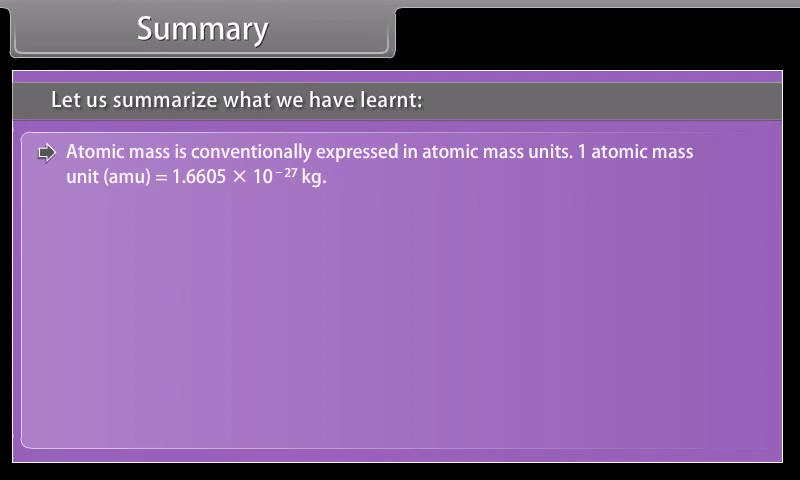 Summary
Let us summarize what we have learnt:
Atomic mass is conventionally expressed in atomic mass units. 1 atomic mass
unit (amu) = 1.6605 × 10⁻²⁷ kg.